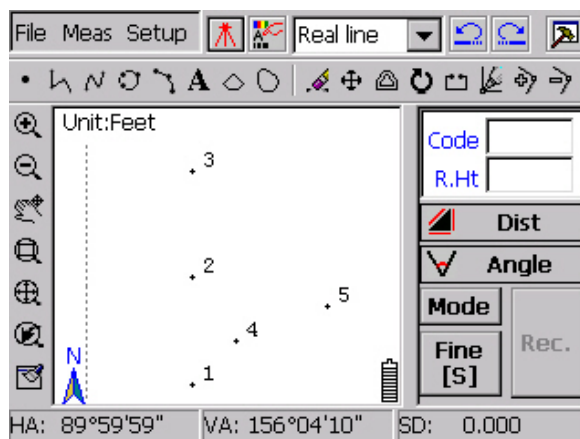 File Meas Setup Real line
A
Unit:Feet
Code
R.Ht
3
Dist
2
Angle
5
Mode
4
Rec.
Fine
[S]
N
1
HA: 89°59'59" VA: 156°04'10" SD: 0.000